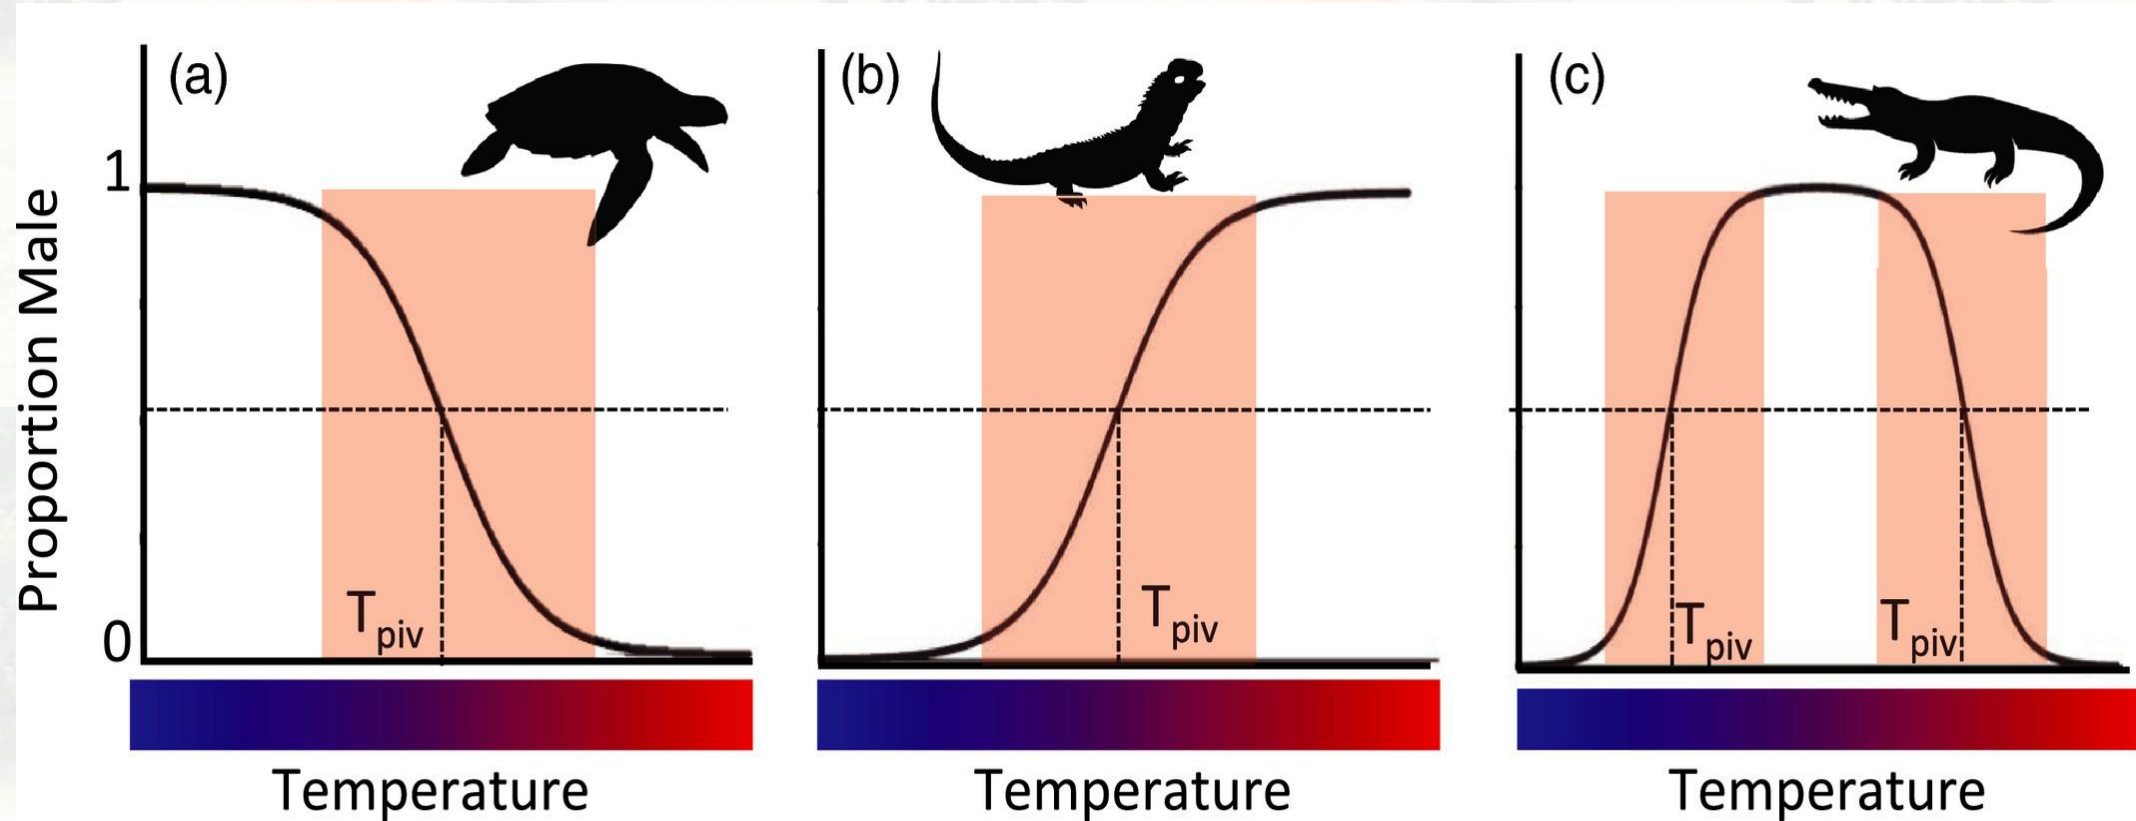 (a)
(b)
(c)
Proportion Male
1
0
Tpiv
Tpiv
Tpiv
Tpiv
Temperature
Temperature
Temperature